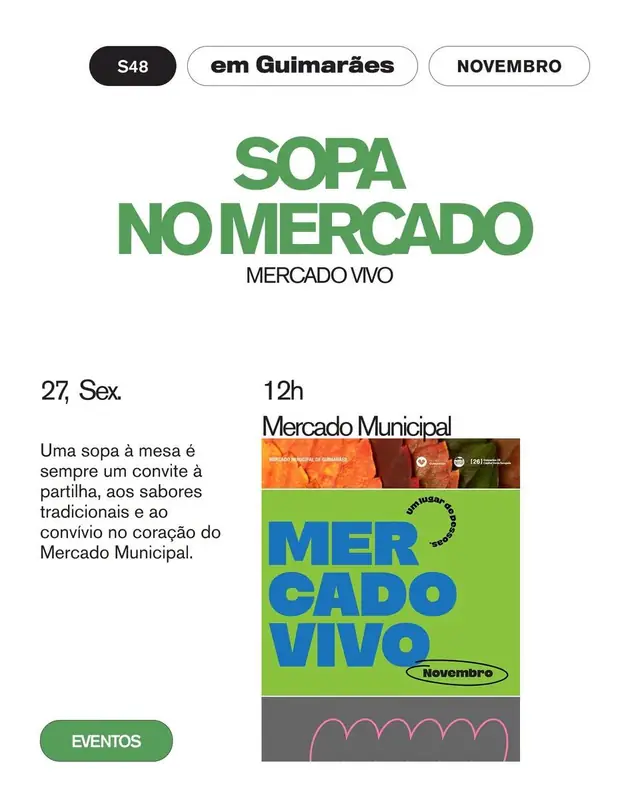 S48
em Guimarães
NOVEMBRO
SOPA
NO MERCADO
MERCADO VIVO
27, Sex.
12h
Mercado Municipal
Uma sopa à mesa é
sempre um convite à
partilha, aos sabores
tradicionais e ao
convívio no coração do
Mercado Municipal.
MERCADO MUNICIPAL DE GUIMARÃES
[26]
Um lugar de pessoas.
MER
CADO
VIVO
Novembro
EVENTOS